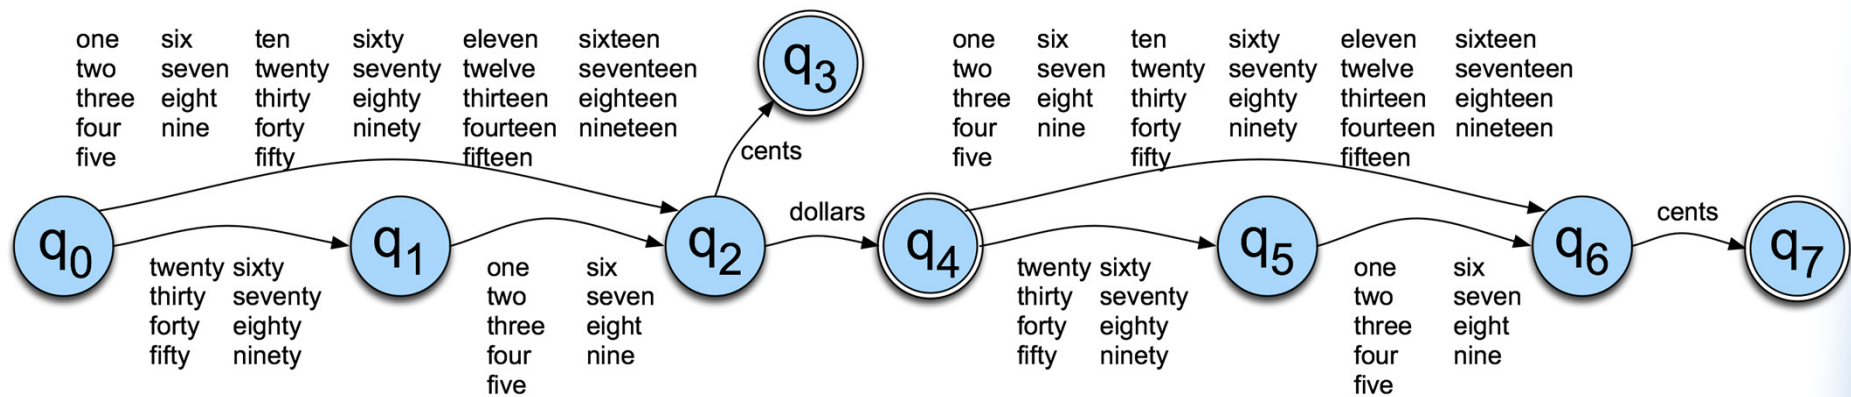 one six ten sixty eleven sixteen
two seven twenty seventy twelve seventeen
three eight thirty eighty thirteen eighteen
four nine forty ninety fourteen nineteen
five fifty fifteen
q3
one six ten sixty eleven sixteen
two seven twenty seventy twelve seventeen
three eight thirty eighty thirteen eighteen
four nine forty ninety fourteen nineteen
five fifty fifteen
cents
dollars
cents
q0 q1 q2 q4 q5 q6 q7
twenty sixty
thirty seventy
forty eighty
fifty ninety
one six
two seven
three eight
four nine
five
twenty sixty
thirty seventy
forty eighty
fifty ninety
one six
two seven
three eight
four nine
five